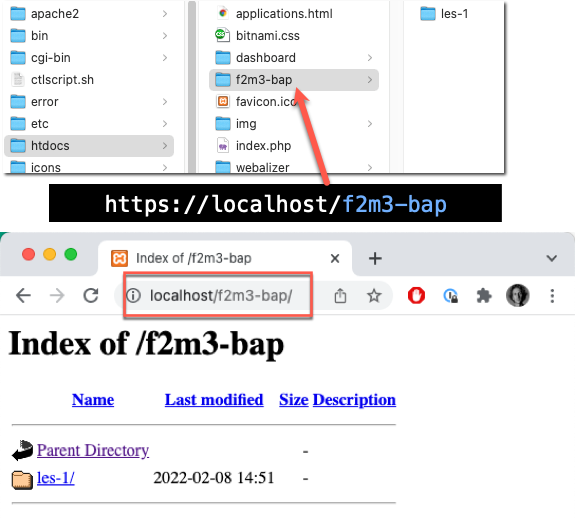 apache2
bin
cgi-bin
ctlscript.sh
error
etc
htdocs
icons
applications.html
bitnami.css
dashboard
f2m3-bap
favicon.ico
img
index.php
webalizer
les-1
https://localhost/f2m3-bap
Index of /f2m3-bap
localhost/f2m3-bap/
Index of /f2m3-bap
Name Last modified Size Description
Parent Directory -
les-1/ 2022-02-08 14:51 -